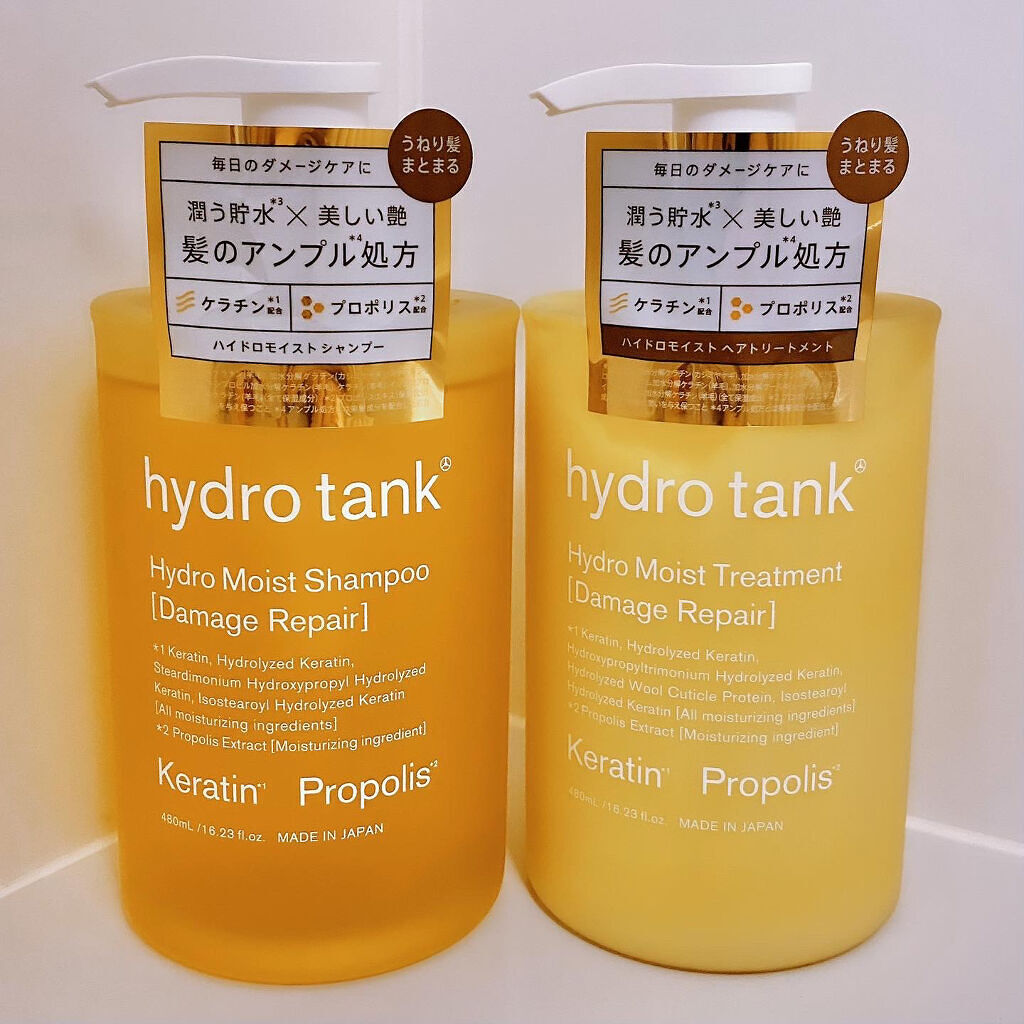 うねり髪
まとまる
毎日のダメージケアに
潤う貯水*3×美しい艶
髪のアンプル*4処方
ケラチン*1配合
プロポリス*2配合
ハイドロモイスト シャンプー
hydro tank
Hydro Moist Shampoo
[Damage Repair]
*1 Keratin, Hydrolyzed Keratin,
Steardimonium Hydroxypropyl Hydrolyzed
Keratin, Isostearoyl Hydrolyzed Keratin
[All moisturizing ingredients]
*2 Propolis Extract [Moisturizing ingredient]
Keratin*1 Propolis*2
480mL / 16.23 fl.oz. MADE IN JAPAN
うねり髪
まとまる
毎日のダメージケアに
潤う貯水*3×美しい艶
髪のアンプル*4処方
ケラチン*1配合
プロポリス*2配合
ハイドロモイスト ヘアトリートメント
hydro tank
Hydro Moist Treatment
[Damage Repair]
*1 Keratin, Hydrolyzed Keratin,
Hydroxypropyltrimonium Hydrolyzed Keratin,
Hydrolyzed Wool Cuticle Protein, Isostearoyl
Hydrolyzed Keratin [All moisturizing ingredients]
*2 Propolis Extract [Moisturizing ingredient]
Keratin*1 Propolis*2
480mL / 16.23 fl.oz. MADE IN JAPAN